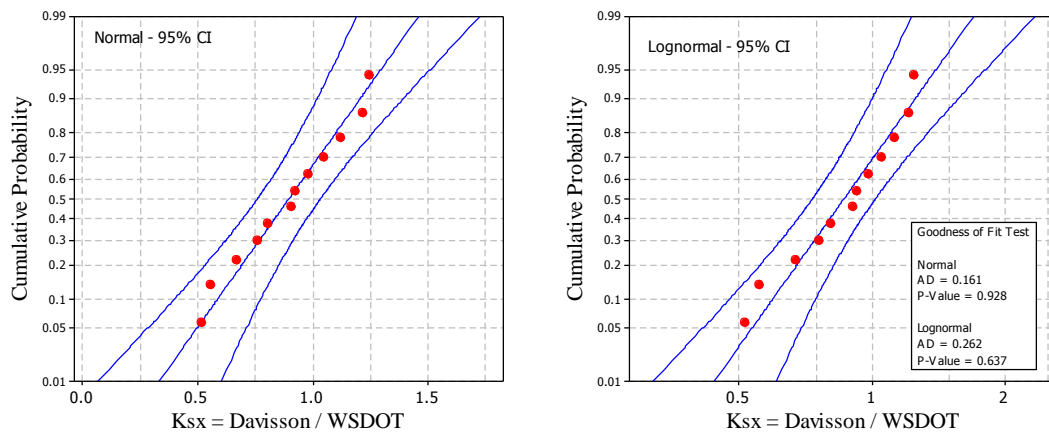 Normal - 95% CI
Cumulative Probability
0.99
0.95
0.9
0.8
0.7
0.6
0.5
0.4
0.3
0.2
0.1
0.05
0.01
0.0
0.5
1.0
1.5
Ksx = Davisson / WSDOT
Lognormal - 95% CI
Cumulative Probability
0.99
0.95
0.9
0.8
0.7
0.6
0.5
0.4
0.3
0.2
0.1
0.05
0.01
0.5
1
2
Ksx = Davisson / WSDOT
Goodness of Fit Test
Normal
AD = 0.161
P-Value = 0.928
Lognormal
AD = 0.262
P-Value = 0.637